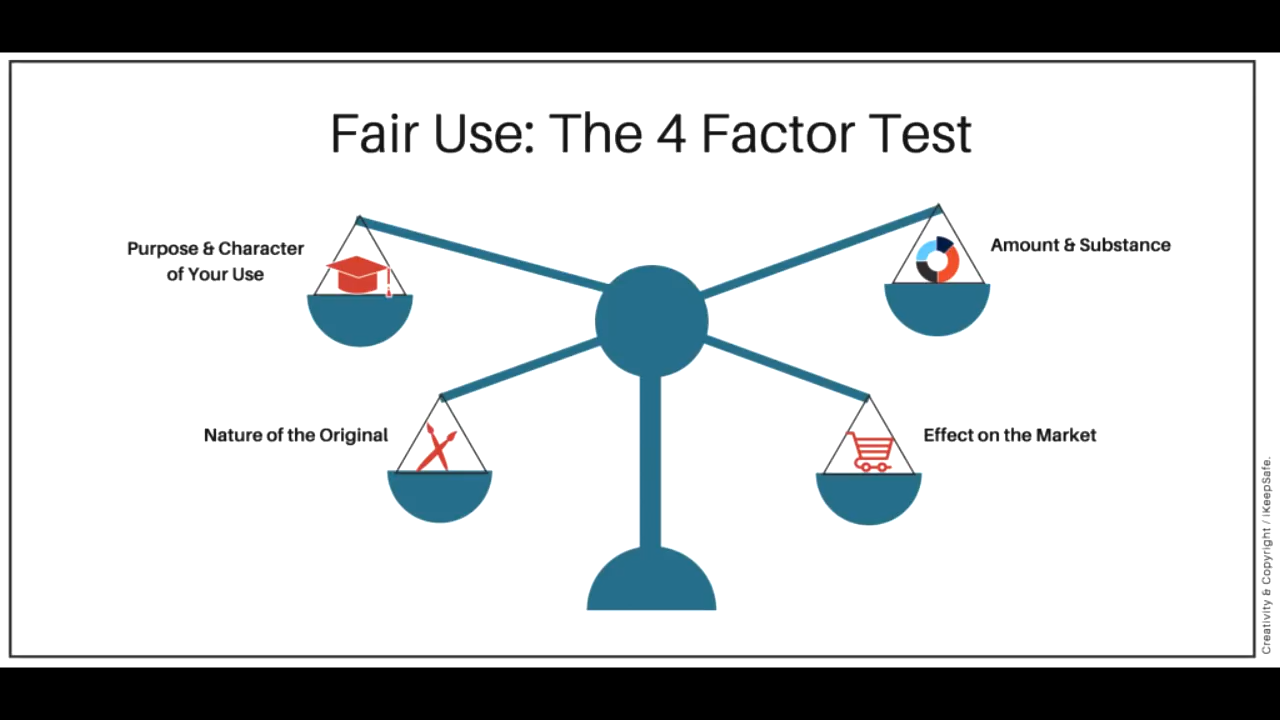 Fair Use: The 4 Factor Test
Purpose & Character
of Your Use
Amount & Substance
Nature of the Original
Effect on the Market
Creativity & Copyright / iKeepSafe.